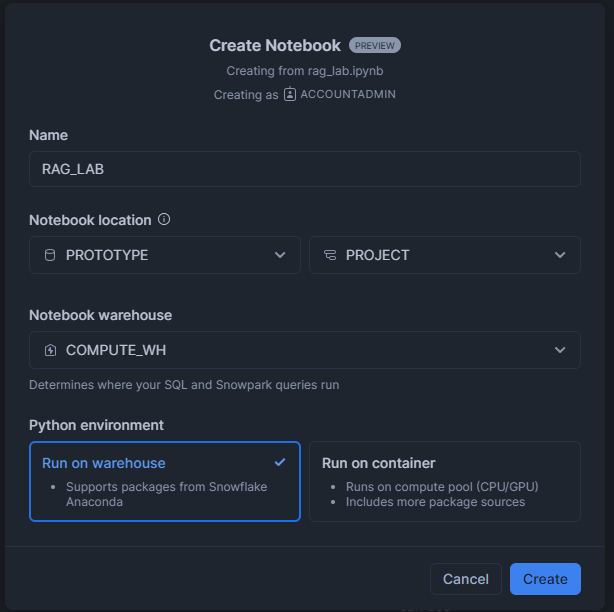 Create Notebook PREVIEW
Creating from rag_lab.ipynb
Creating as ACCOUNTADMIN
Name
RAG_LAB
Notebook location
PROTOTYPE
PROJECT
Notebook warehouse
COMPUTE_WH
Determines where your SQL and Snowpark queries run
Python environment
Run on warehouse
• Supports packages from Snowflake
Anaconda
Run on container
• Runs on compute pool (CPU/GPU)
• Includes more package sources
Cancel
Create